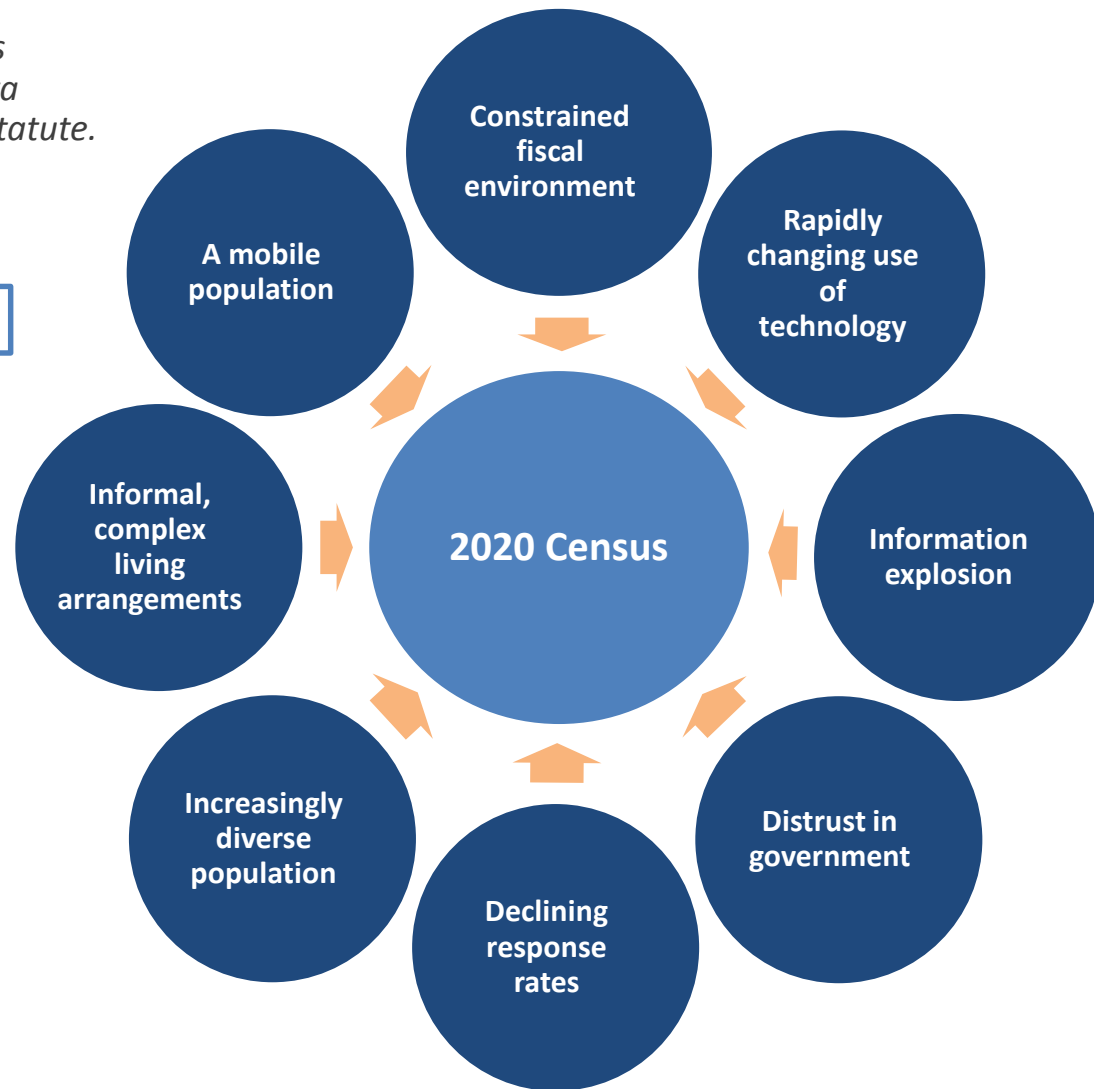 s
a
tatute.
Constrained
fiscal
environment
Rapidly
changing use
of
technology
Information
explosion
Distrust in
government
Declining
response
rates
Increasingly
diverse
population
Informal,
complex
living
arrangements
A mobile
population
2020 Census